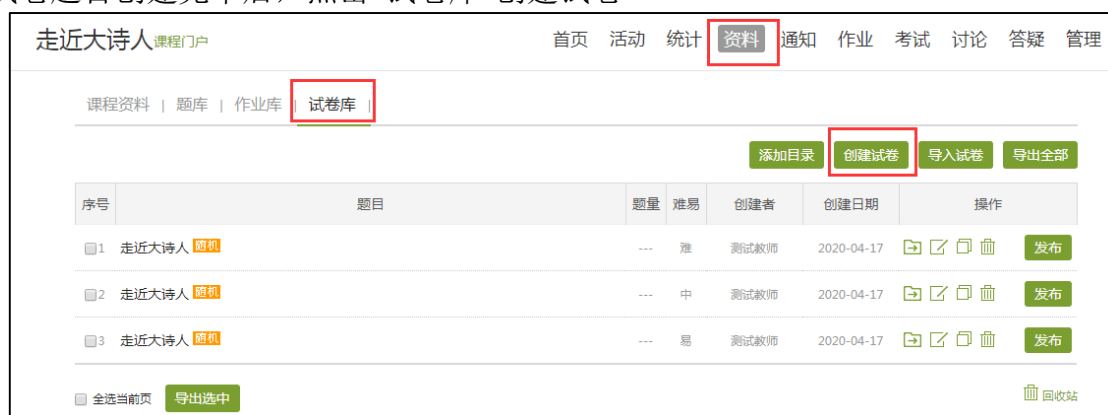 走近大诗人课程门户 首页 活动 统计 资料 通知 作业 考试 讨论 答疑 管理
课程资料 | 题库 | 作业库 | 试卷库 |
添加目录 创建试卷 导入试卷 导出全部
序号 题目 题量 难易 创建者 创建日期 操作
1 走近大诗人 随机 --- 难 测试教师 2020-04-17 发布
2 走近大诗人 随机 --- 中 测试教师 2020-04-17 发布
3 走近大诗人 随机 --- 易 测试教师 2020-04-17 发布
全选当前页 导出选中 回收站